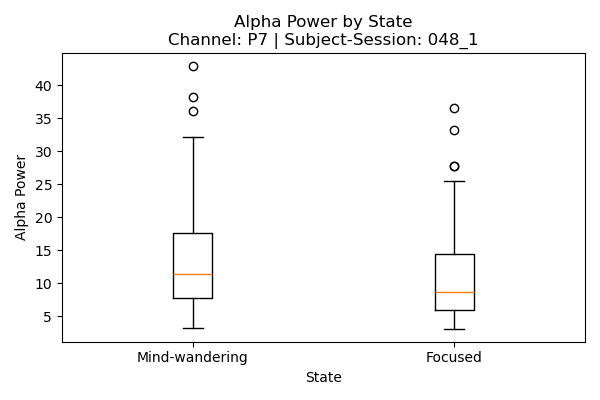 Alpha Power by State
Channel: P7 | Subject-Session: 048_1
Alpha Power
40
35
30
25
20
15
10
5
Mind-wandering
Focused
State